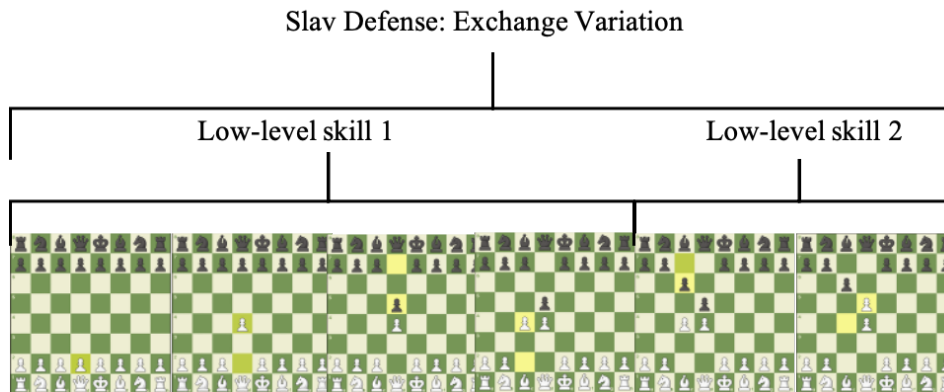 Slav Defense: Exchange Variation
Low-level skill 1
Low-level skill 2